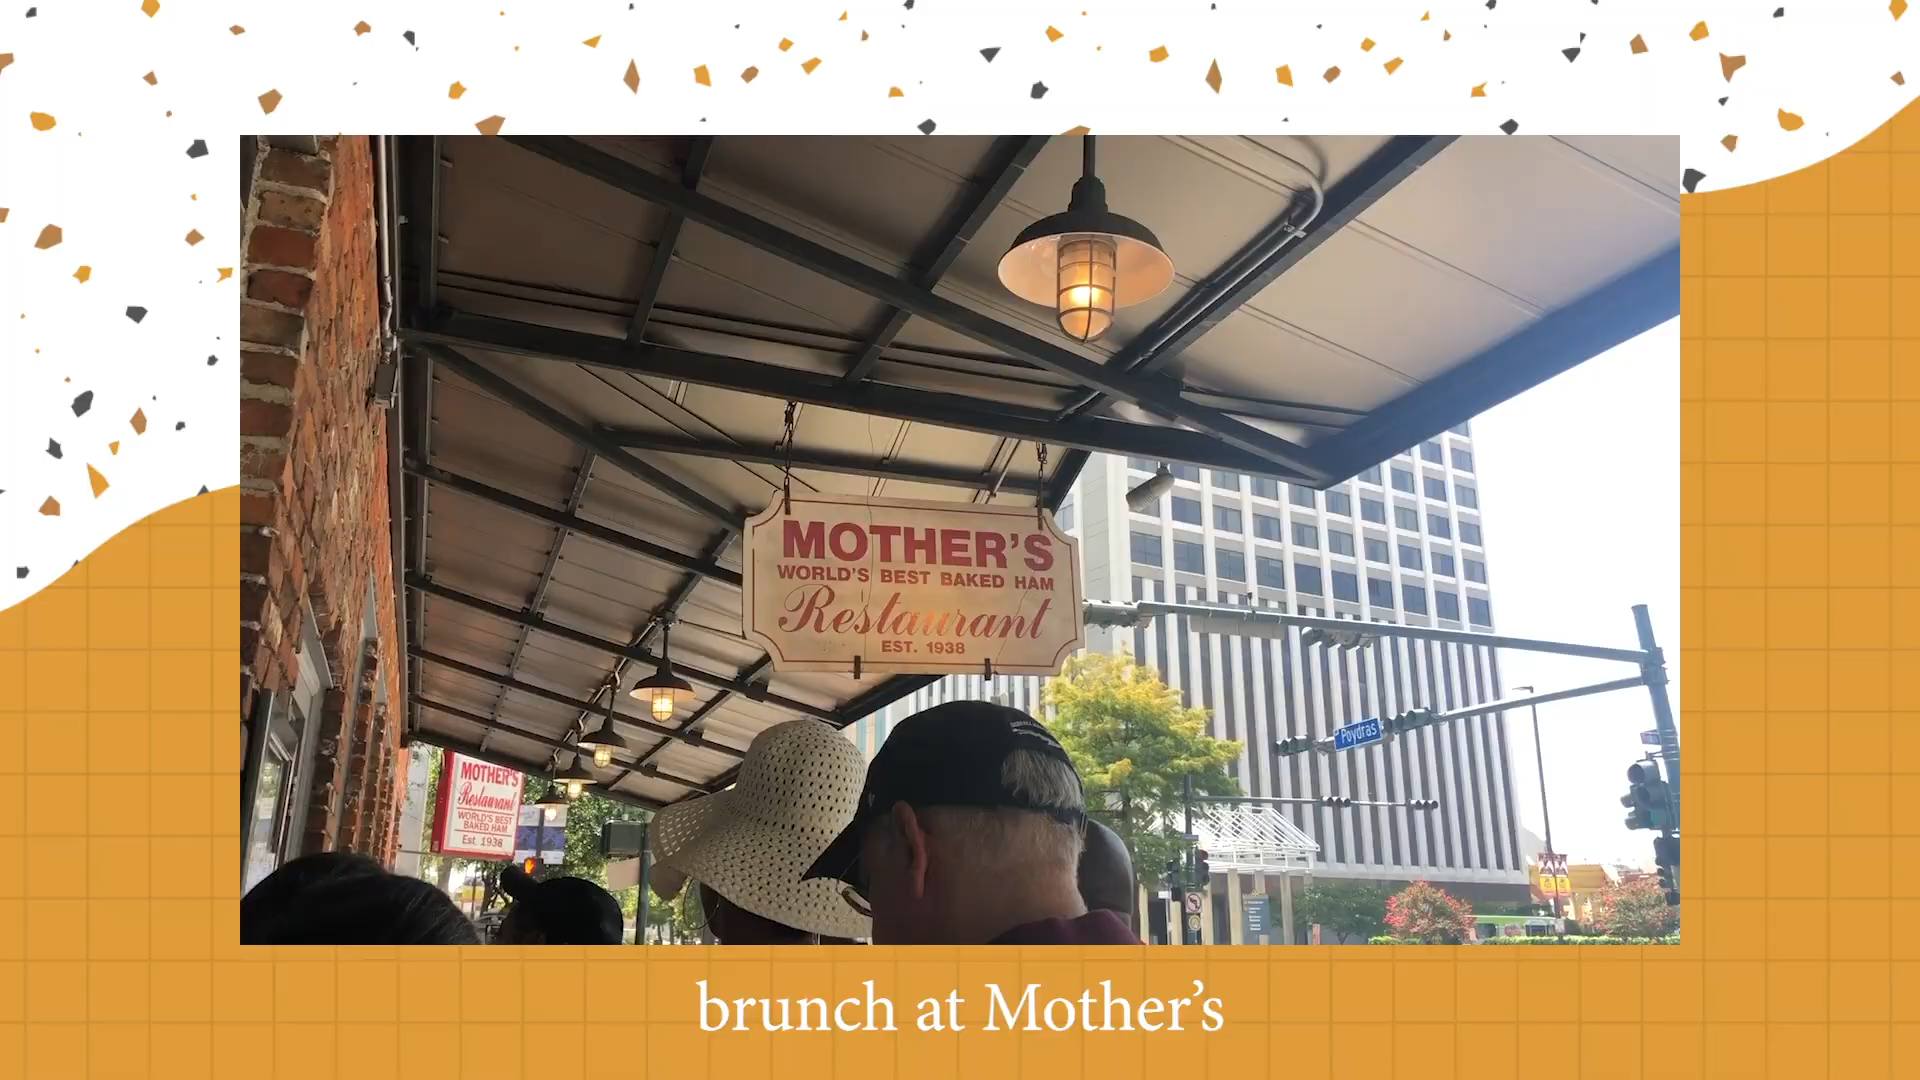 MOTHER'S
WORLD'S BEST BAKED HAM
Restaurant
EST. 1938
Poydras
MOTHER'S
Restaurant
WORLD'S BEST
BAKED HAM
Est. 1938
brunch at Mother’s